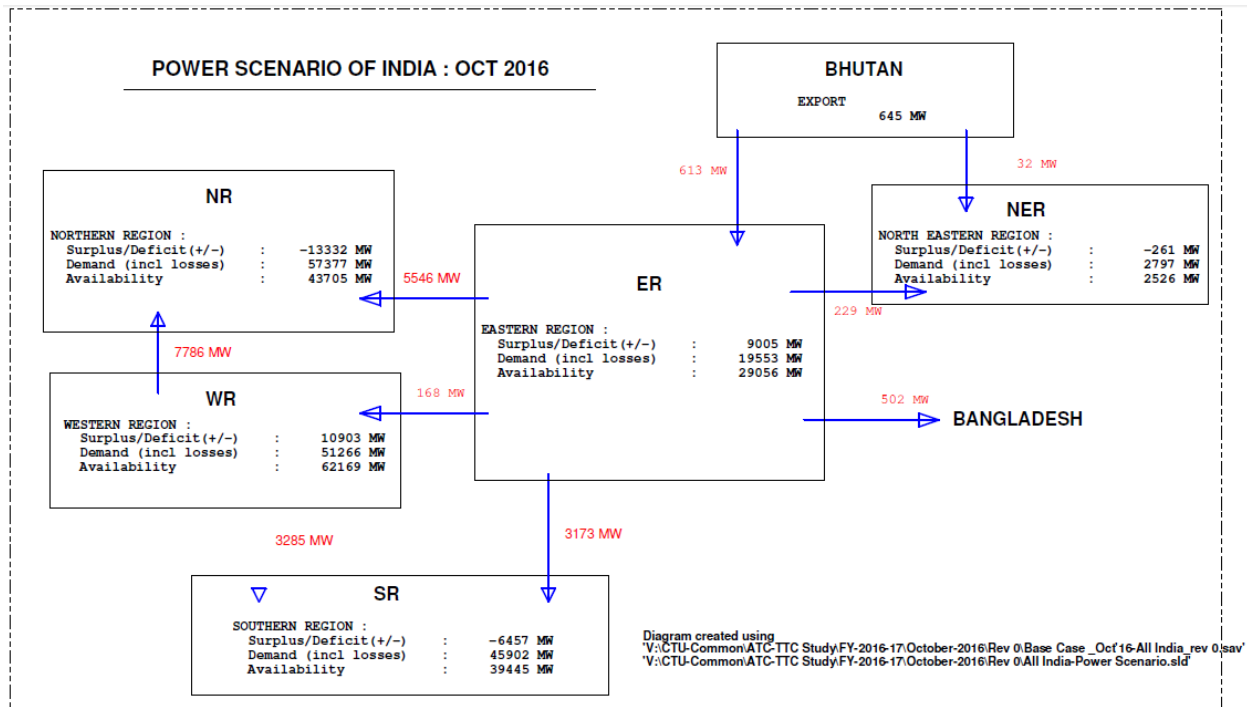 POWER SCENARIO OF INDIA : OCT 2016
BHUTAN
EXPORT
645 MW
613 MW
32 MW
NR
NORTHERN REGION :
Surplus/Deficit(+/-) : -13332 MW
Demand (incl losses) : 57377 MW
Availability : 43705 MW
5546 MW
NER
NORTH EASTERN REGION :
Surplus/Deficit(+/-) : -261 MW
Demand (incl losses) : 2797 MW
Availability : 2526 MW
229 MW
ER
EASTERN REGION :
Surplus/Deficit(+/-) : 9005 MW
Demand (incl losses) : 19553 MW
Availability : 29056 MW
7786 MW
WR
WESTERN REGION :
Surplus/Deficit(+/-) : 10903 MW
Demand (incl losses) : 51266 MW
Availability : 62169 MW
168 MW
502 MW
BANGLADESH
3285 MW
3173 MW
SR
SOUTHERN REGION :
Surplus/Deficit(+/-) : -6457 MW
Demand (incl losses) : 45902 MW
Availability : 39445 MW
Diagram created using
'V:\CTU-Common\ATC-TTC Study\FY-2016-17\October-2016\Rev 0\Base Case _Oct'16-All India_rev 0.sav'
'V:\CTU-Common\ATC-TTC Study\FY-2016-17\October-2016\Rev 0\All India-Power Scenario.sld'